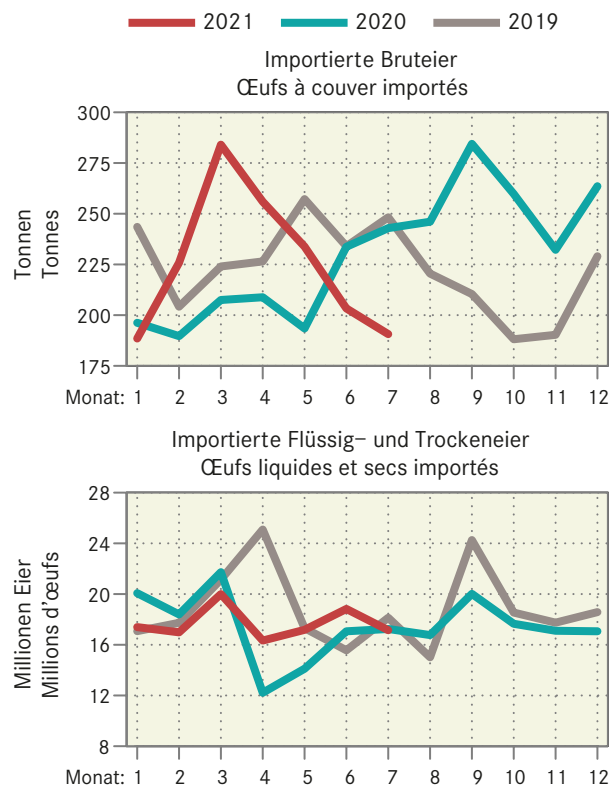 2021 2020 2019
Importierte Bruteier
Œufs à couver importés
Tonnen
Tonnes
300
275
250
225
200
175
Monat: 1 2 3 4 5 6 7 8 9 10 11 12
Importierte Flüssig– und Trockeneier
Œufs liquides et secs importés
Millionen Eier
Millions d’œufs
28
24
20
16
12
8
Monat: 1 2 3 4 5 6 7 8 9 10 11 12